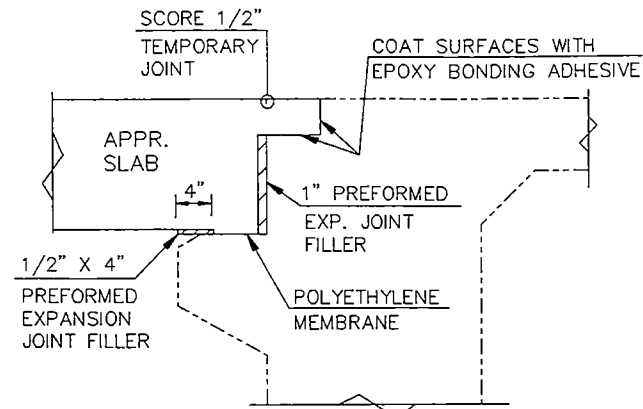 SCORE 1/2"
TEMPORARY
JOINT
COAT SURFACES WITH
EPOXY BONDING ADHESIVE
APPR.
SLAB
4"
1" PREFORMED
EXP. JOINT
FILLER
1/2" X 4"
PREFORMED
EXPANSION
JOINT FILLER
POLYETHYLENE
MEMBRANE